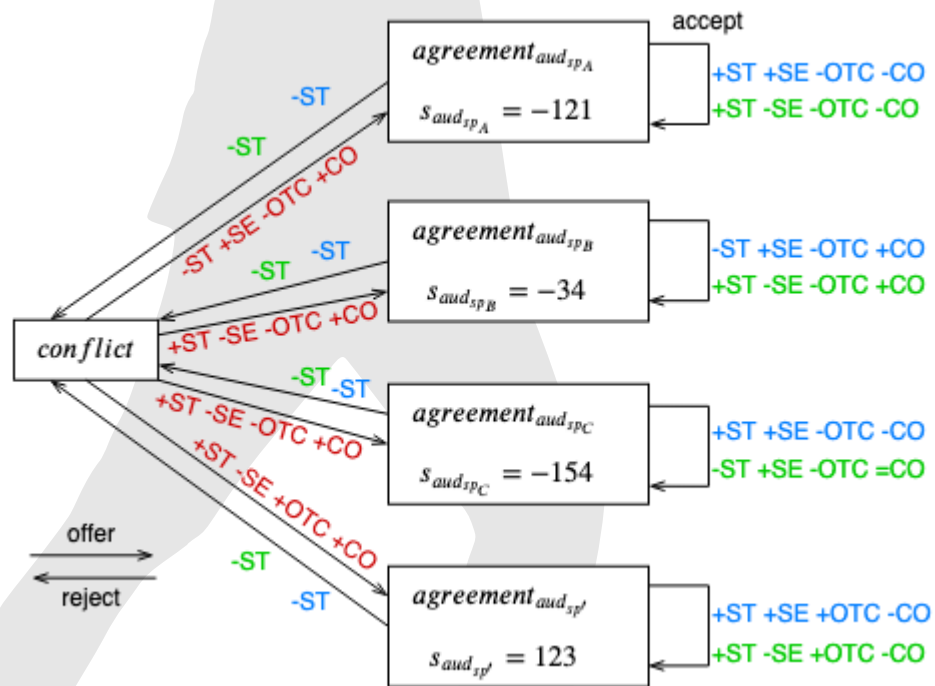 accept
agreement_{aud_{sp_A}}
s_{aud_{sp_A}} = −121
+ST +SE -OTC -CO
+ST -SE -OTC -CO
-ST
-ST
-ST +SE -OTC +CO
agreement_{aud_{sp_B}}
s_{aud_{sp_B}} = −34
-ST +SE -OTC +CO
+ST -SE -OTC +CO
-ST
-ST
+ST -SE -OTC +CO
conflict
agreement_{aud_{sp_C}}
s_{aud_{sp_C}} = −154
+ST +SE -OTC -CO
-ST +SE -OTC =CO
-ST
-ST
+ST -SE -OTC +CO
+ST -SE +OTC +CO
offer
reject
-ST
-ST
agreement_{aud_{sp'}}
s_{aud_{sp'}} = 123
+ST +SE +OTC -CO
+ST -SE +OTC -CO